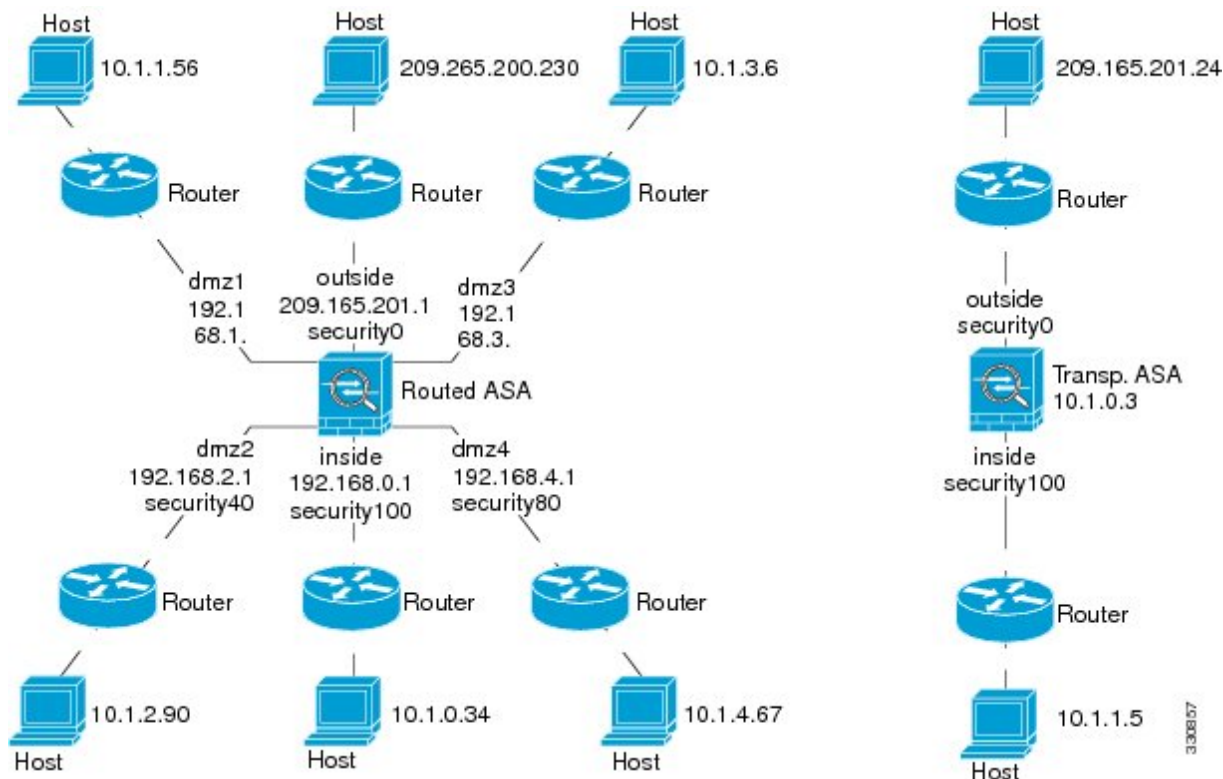 Host
Host
Host
Host
10.1.1.56
209.265.200.230
10.1.3.6
209.165.201.24
Router
Router
Router
Router
dmz1
192.1
68.1.
outside
209.165.201.1
security0
dmz3
192.1
68.3.
outside
security0
Routed ASA
Transp. ASA
10.1.0.3
dmz2
192.168.2.1
security40
inside
192.168.0.1
security100
dmz4
192.168.4.1
security80
inside
security100
Router
Router
Router
Router
10.1.2.90
10.1.0.34
10.1.4.67
10.1.1.5
Host
Host
Host
Host
330857